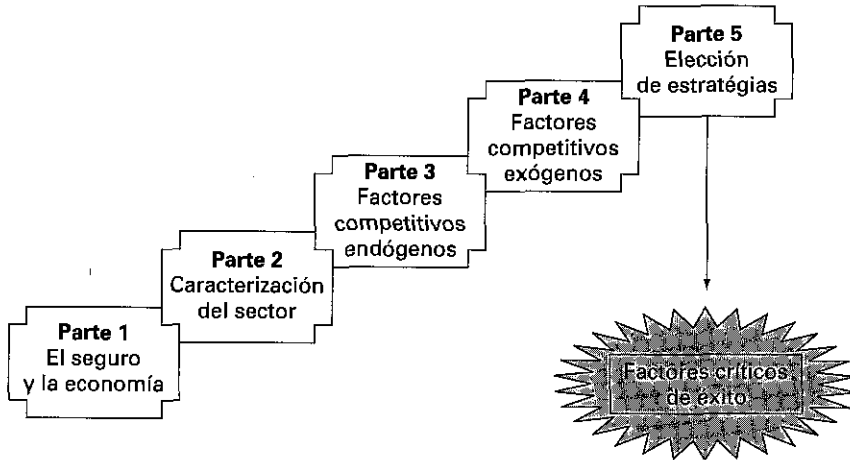 Parte 1
El seguro
y la economía
Parte 2
Caracterización
del sector
Parte 3
Factores
competitivos
endógenos
Parte 4
Factores
competitivos
exógenos
Parte 5
Elección
de estratégias
Factores críticos
de éxito